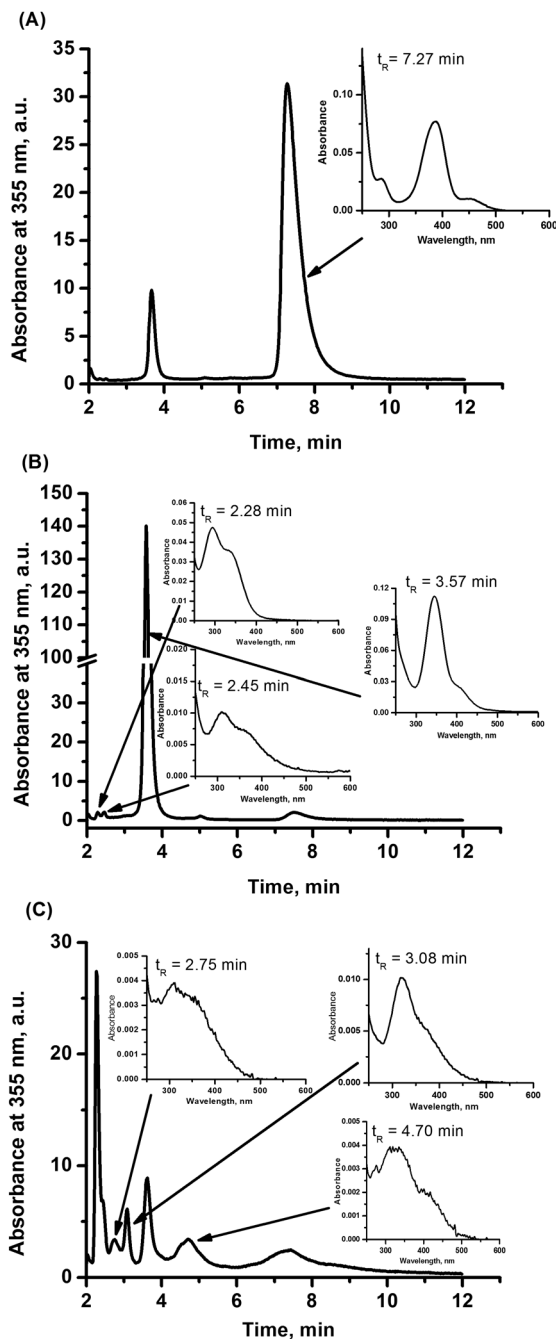 (A)
Absorbance at 355 nm, a.u.
35
30
25
20
15
10
5
0
2 4 6 8 10 12
Time, min
tR= 7.27 min
Absorbance
0.10
0.05
0.00
300 400 500 600
Wavelength, nm
(B)
Absorbance at 355 nm, a.u.
150
140
130
120
110
100
30
20
10
0
2 4 6 8 10 12
Time, min
tR = 2.28 min
Absorbance
0.06
0.05
0.04
0.03
0.02
0.01
0.00
300 400 500 600
Wavelength, nm
tR = 2.45 min
Absorbance
0.020
0.015
0.010
0.005
0.000
300 400 500 600
Wavelength, nm
tR = 3.57 min
Absorbance
0.12
0.09
0.06
0.03
0.00
300 400 500 600
Wavelength, nm
(C)
Absorbance at 355 nm, a.u.
30
20
10
0
2 4 6 8 10 12
Time, min
tR = 2.75 min
Absorbance
0.005
0.004
0.003
0.002
0.001
0.000
300 400 500 600
Wavelength, nm
tR = 3.08 min
Absorbance
0.010
0.005
0.000
300 400 500 600
Wavelength, nm
tR = 4.70 min
Absorbance
0.005
0.004
0.003
0.002
0.001
0.000
300 400 500 600
Wavelength, nm